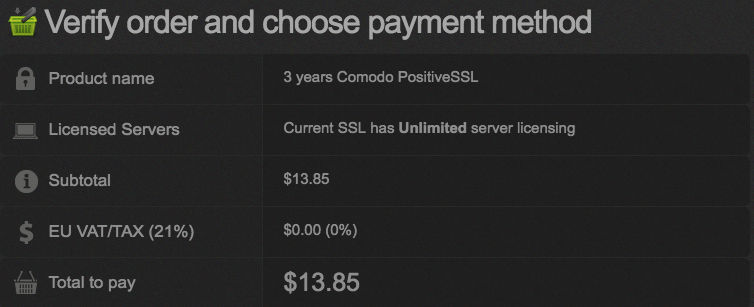 Verify order and choose payment method
Product name 3 years Comodo PositiveSSL
Licensed Servers Current SSL has Unlimited server licensing
Subtotal $13.85
EU VAT/TAX (21%) $0.00 (0%)
Total to pay $13.85